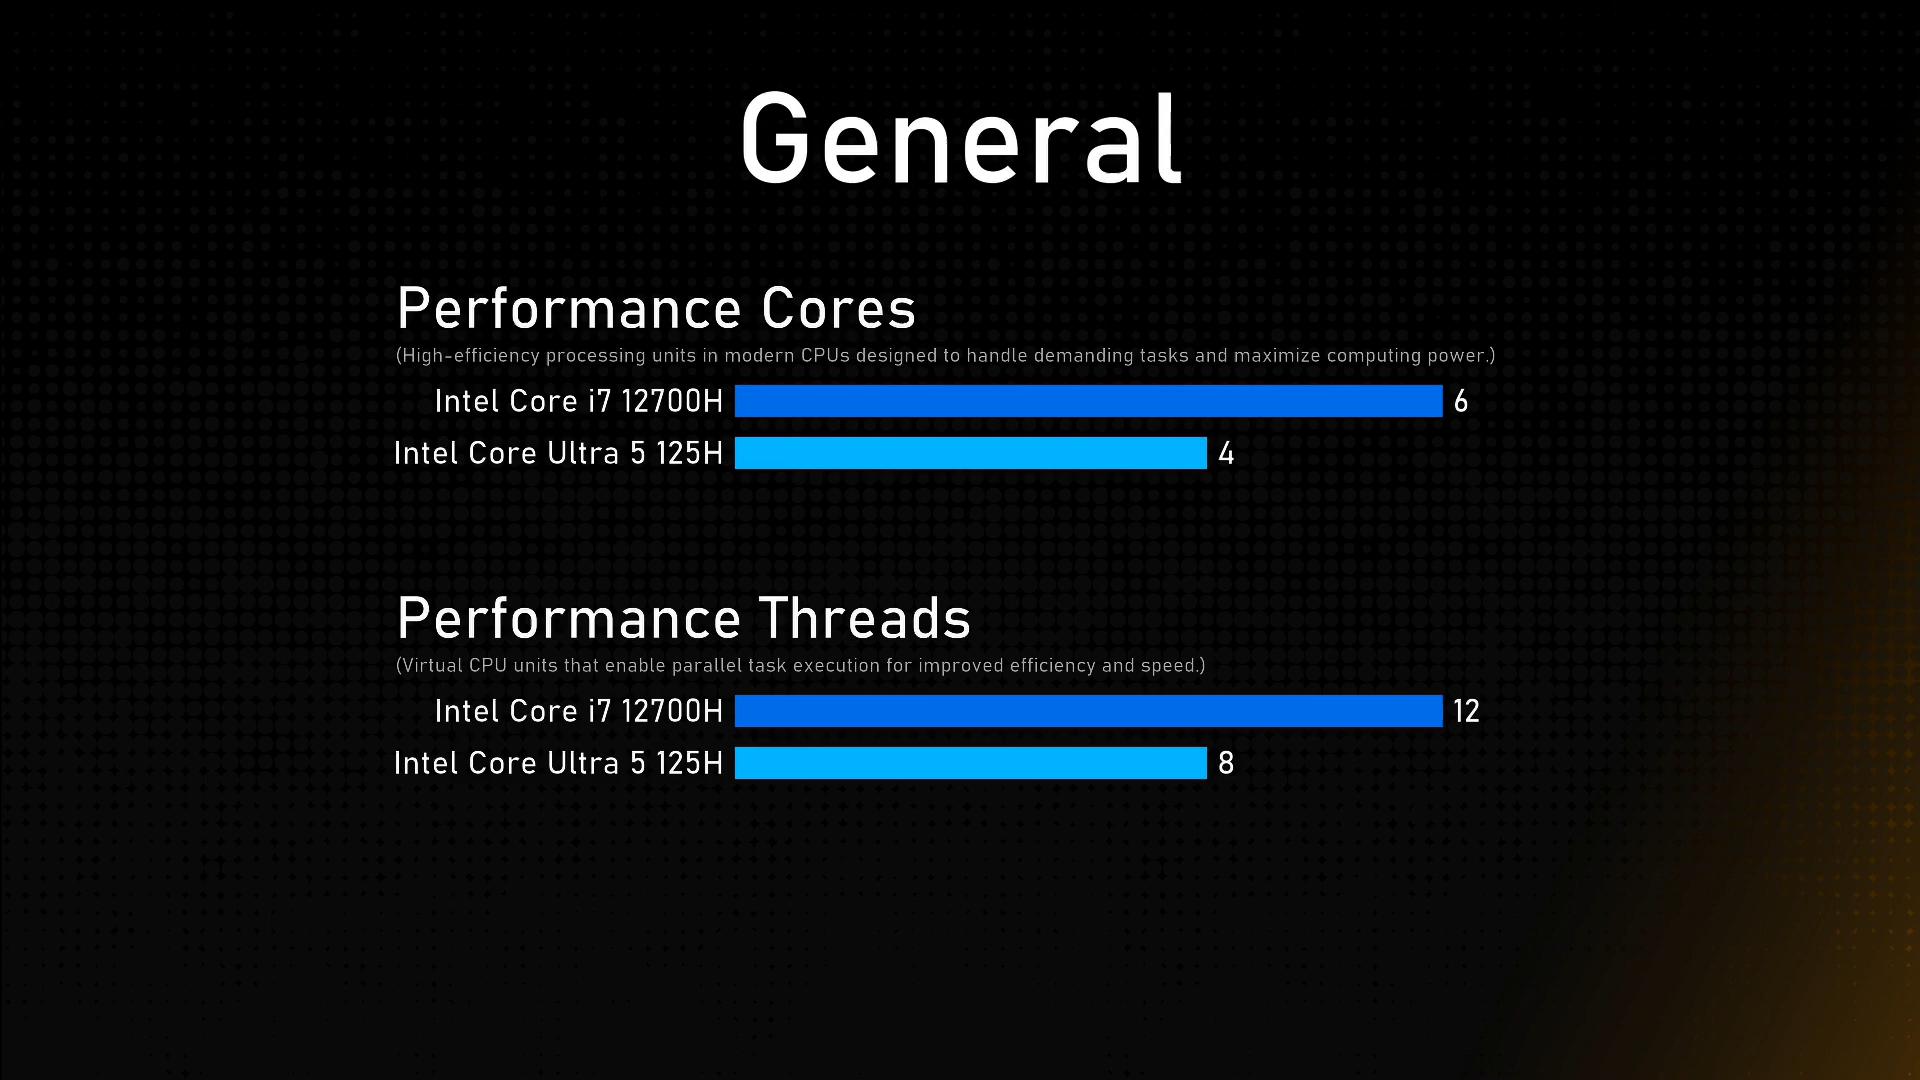 General
Performance Cores
(High-efficiency processing units in modern CPUs designed to handle demanding tasks and maximize computing power.)
Intel Core i7 12700H 6
Intel Core Ultra 5 125H 4
Performance Threads
(Virtual CPU units that enable parallel task execution for improved efficiency and speed.)
Intel Core i7 12700H 12
Intel Core Ultra 5 125H 8